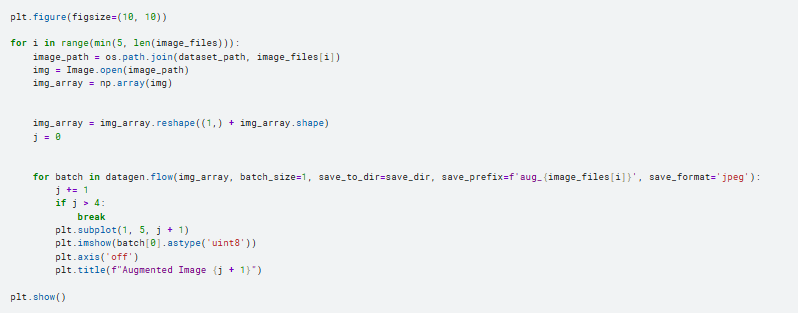 plt.figure(figsize=(10, 10))
for i in range(min(5, len(image_files))):
    image_path = os.path.join(dataset_path, image_files[i])
    img = Image.open(image_path)
    img_array = np.array(img)
    img_array = img_array.reshape((1,) + img_array.shape)
    j = 0
    for batch in datagen.flow(img_array, batch_size=1, save_to_dir=save_dir, save_prefix=f'aug_{image_files[i]}', save_format='jpeg'):
        j += 1
        if j > 4:
            break
        plt.subplot(1, 5, j + 1)
        plt.imshow(batch[0].astype('uint8'))
        plt.axis('off')
        plt.title(f"Augmented Image {j + 1}")
plt.show()